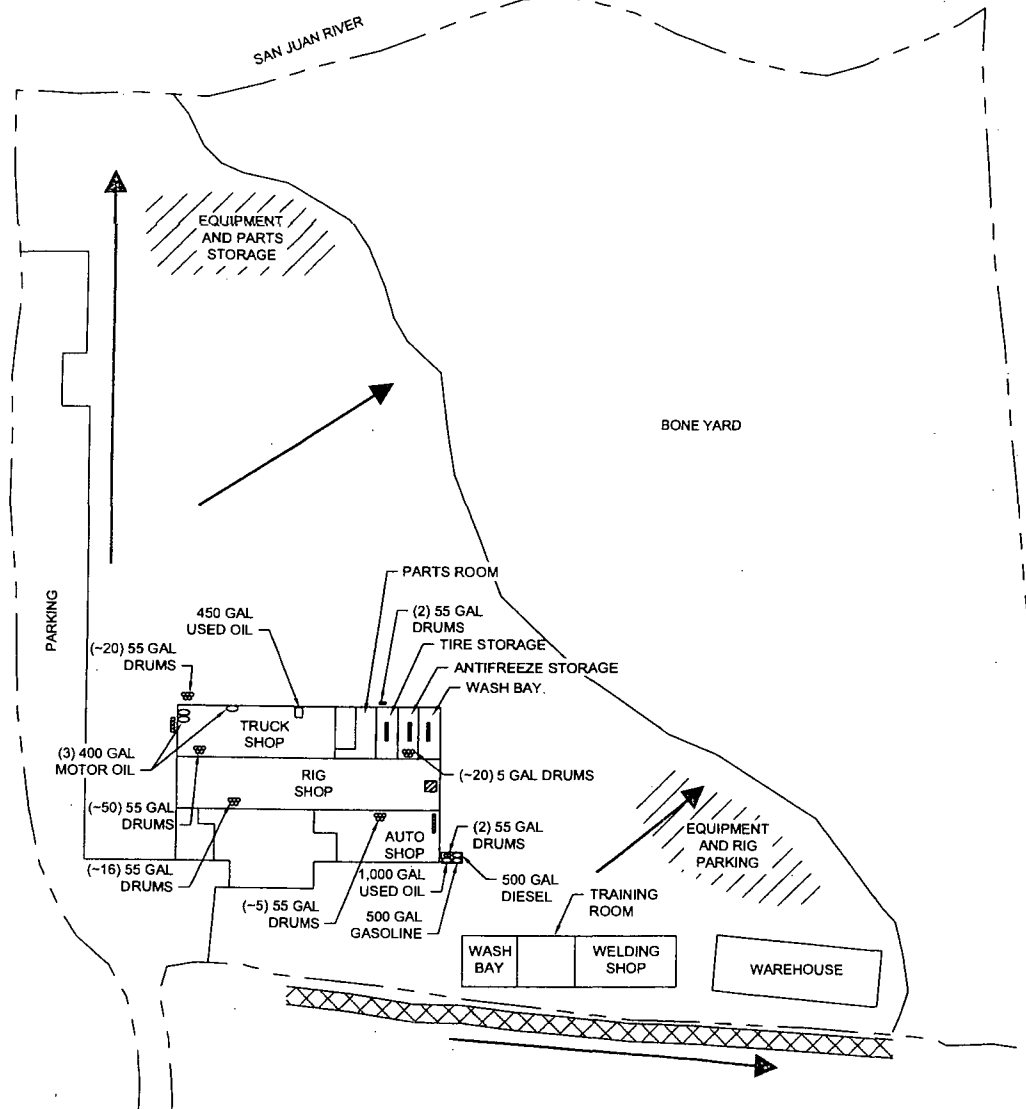 SAN JUAN RIVER
EQUIPMENT
AND PARTS
STORAGE
BONE YARD
PARKING
PARTS ROOM
450 GAL
USED OIL
(2) 55 GAL
DRUMS
TIRE STORAGE
(~20) 55 GAL
DRUMS
ANTIFREEZE STORAGE
WASH BAY.
TRUCK
SHOP
(3) 400 GAL
MOTOR OIL
RIG
SHOP
(~20) 5 GAL DRUMS
(~50) 55 GAL
DRUMS
AUTO
SHOP
(2) 55 GAL
DRUMS
EQUIPMENT
AND RIG
PARKING
(~16) 55 GAL
DRUMS
1,000 GAL
USED OIL
500 GAL
DIESEL
(~5) 55 GAL
DRUMS
500 GAL
GASOLINE
TRAINING
ROOM
WASH
BAY
WELDING
SHOP
WAREHOUSE